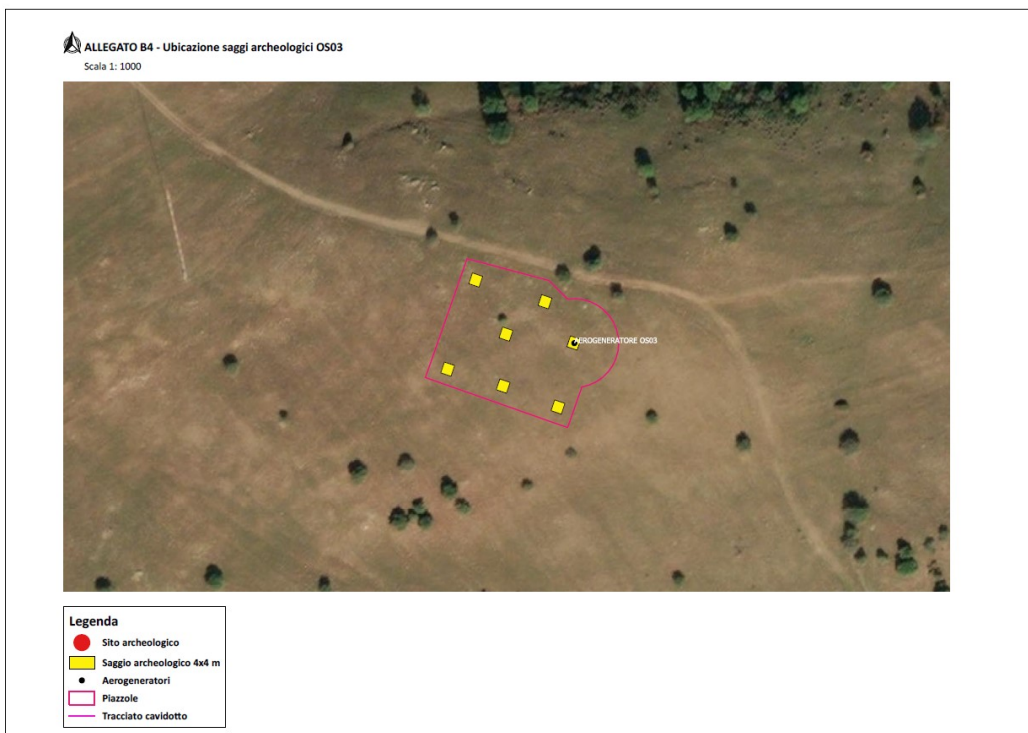 ALLEGATO B4 - Ubicazione saggi archeologici OS03
Scala 1: 1000
AEROGENERATORE OS03
Legenda
Sito archeologico
Saggio archeologico 4x4 m
Aerogeneratori
Piazzole
Tracciato cavidotto